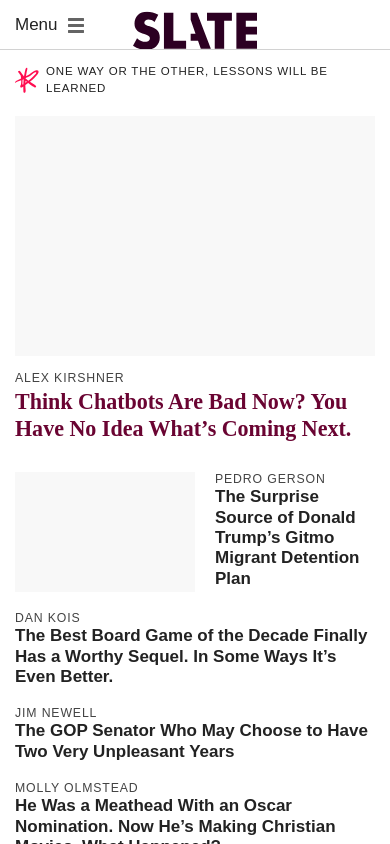 Menu
SLATE
ONE WAY OR THE OTHER, LESSONS WILL BE
LEARNED
ALEX KIRSHNER
Think Chatbots Are Bad Now? You
Have No Idea What’s Coming Next.
PEDRO GERSON
The Surprise
Source of Donald
Trump’s Gitmo
Migrant Detention
Plan
DAN KOIS
The Best Board Game of the Decade Finally
Has a Worthy Sequel. In Some Ways It’s
Even Better.
JIM NEWELL
The GOP Senator Who May Choose to Have
Two Very Unpleasant Years
MOLLY OLMSTEAD
He Was a Meathead With an Oscar
Nomination. Now He’s Making Christian
Movies. What Happened?